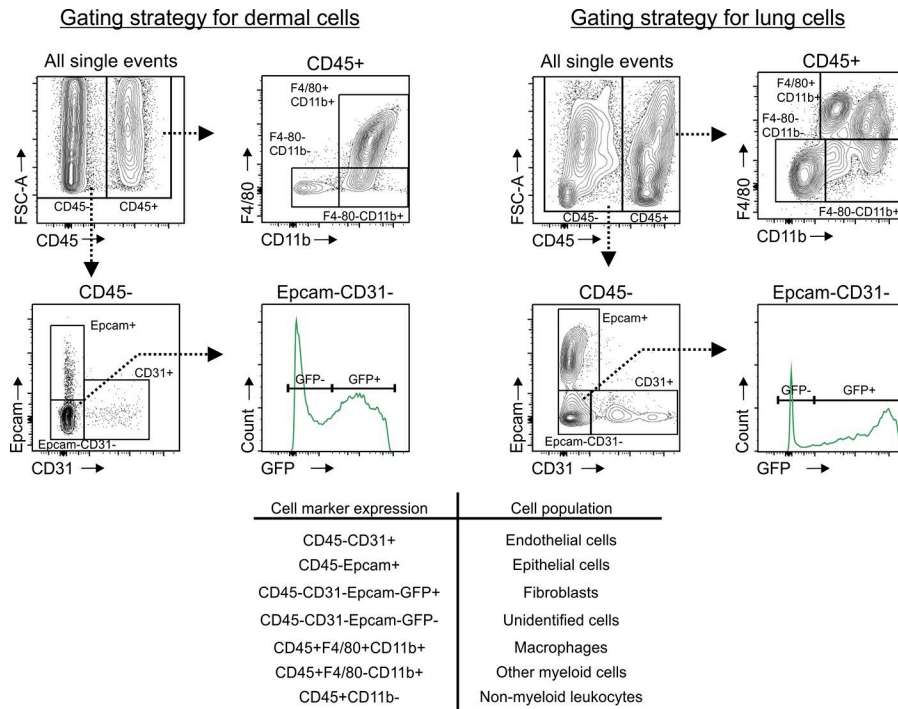 Gating strategy for dermal cells
All single events
FSC-A
CD45-
CD45+
CD45
CD45+
F4/80+
CD11b+
F4-80-
CD11b-
F4/80
F4-80-CD11b+
CD11b
CD45-
Epcam+
CD31+
Epcam
Epcam-CD31-
CD31
Epcam-CD31-
GFP-
GFP+
Count
GFP
Gating strategy for lung cells
All single events
FSC-A
CD45-
CD45+
CD45
CD45+
F4/80+
CD11b+
F4-80-
CD11b-
F4/80
F4-80-CD11b+
CD11b
CD45-
Epcam+
CD31+
Epcam
Epcam-CD31-
CD31
Epcam-CD31-
GFP-
GFP+
Count
GFP
Cell marker expression Cell population
CD45-CD31+ Endothelial cells
CD45-Epcam+ Epithelial cells
CD45-CD31-Epcam-GFP+ Fibroblasts
CD45-CD31-Epcam-GFP- Unidentified cells
CD45+F4/80+CD11b+ Macrophages
CD45+F4/80-CD11b+ Other myeloid cells
CD45+CD11b- Non-myeloid leukocytes